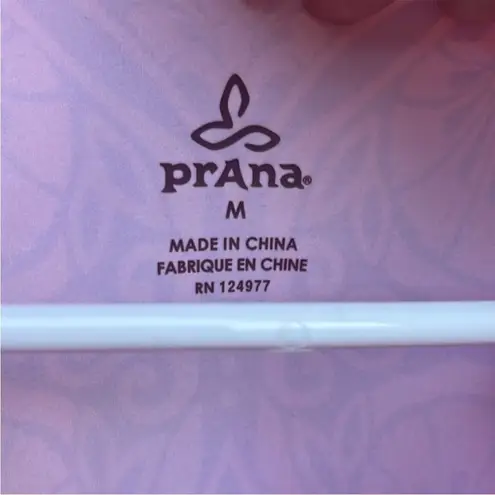 prAna®
M
MADE IN CHINA
FABRIQUE EN CHINE
RN 124977